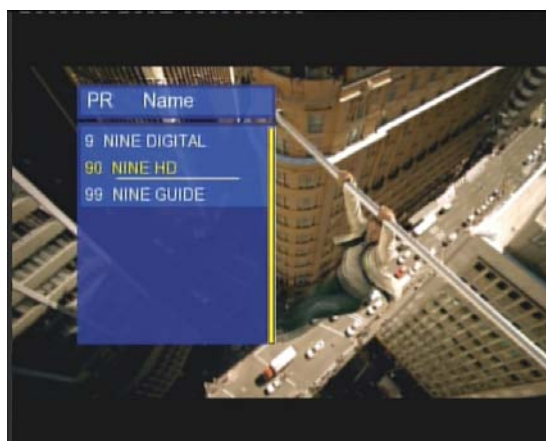 PR Name
9 NINE DIGITAL
90 NINE HD
99 NINE GUIDE